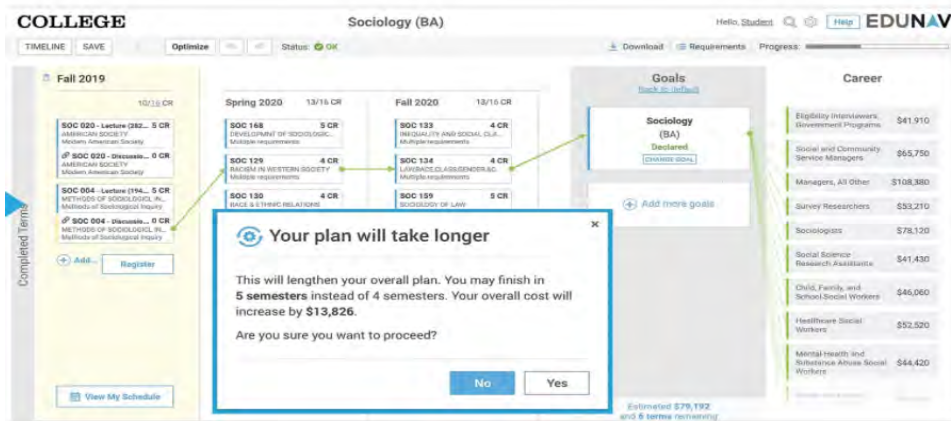 COLLEGE
Sociology (BA)
Hello, Student
Help
EDUNAV
TIMELINE
SAVE
Optimize
Status: OK
Download
Requirements
Progress:
Completed Terms
Fall 2019
10/16 CR
SOC 020 - Lecture (282... 5 CR
AMERICAN SOCIETY
Modern American Society
SOC 020 - Discussio... 0 CR
AMERICAN SOCIETY
Modern American Society
SOC 004 - Lecture (194... 5 CR
METHODS OF SOCIOLOGICL IN...
Methods of Sociological Inquiry
SOC 004 - Discussio... 0 CR
METHODS OF SOCIOLOGICL IN...
Methods of Sociological Inquiry
Add...
Register
View My Schedule
Spring 2020 13/16 CR
SOC 168 5 CR
DEVELOPMNT OF SOCIOLOGIC...
Multiple requirements
SOC 129 4 CR
RACISM IN WESTERN SOCIETY
Multiple requirements
SOC 130 4 CR
RACE & ETHNIC RELATIONS
Fall 2020 13/16 CR
SOC 133 4 CR
INEQUALITY AND SOCIAL CLA...
Multiple requirements
SOC 134 4 CR
LAW,RACE,CLASS,GENDER,&C.
Multiple requirements
SOC 159 5 CR
SOCIOLOGY OF LAW
Your plan will take longer
×
This will lengthen your overall plan. You may finish in
5 semesters instead of 4 semesters. Your overall cost will
increase by $13,826.
Are you sure you want to proceed?
No
Yes
Goals
Back to default
Sociology
(BA)
Declared
CHANGE GOAL
Add more goals
Estimated $79,192
and 6 terms remaining
Career
Eligibility Interviewers,
Government Programs
$41,910
Social and Community
Service Managers
$65,750
Managers, All Other
$108,380
Survey Researchers
$53,210
Sociologists
$78,120
Social Science
Research Assistants
$41,430
Child, Family, and
School Social Workers
$46,060
Healthcare Social
Workers
$52,520
Mental Health and
Substance Abuse Social
Workers
$44,420